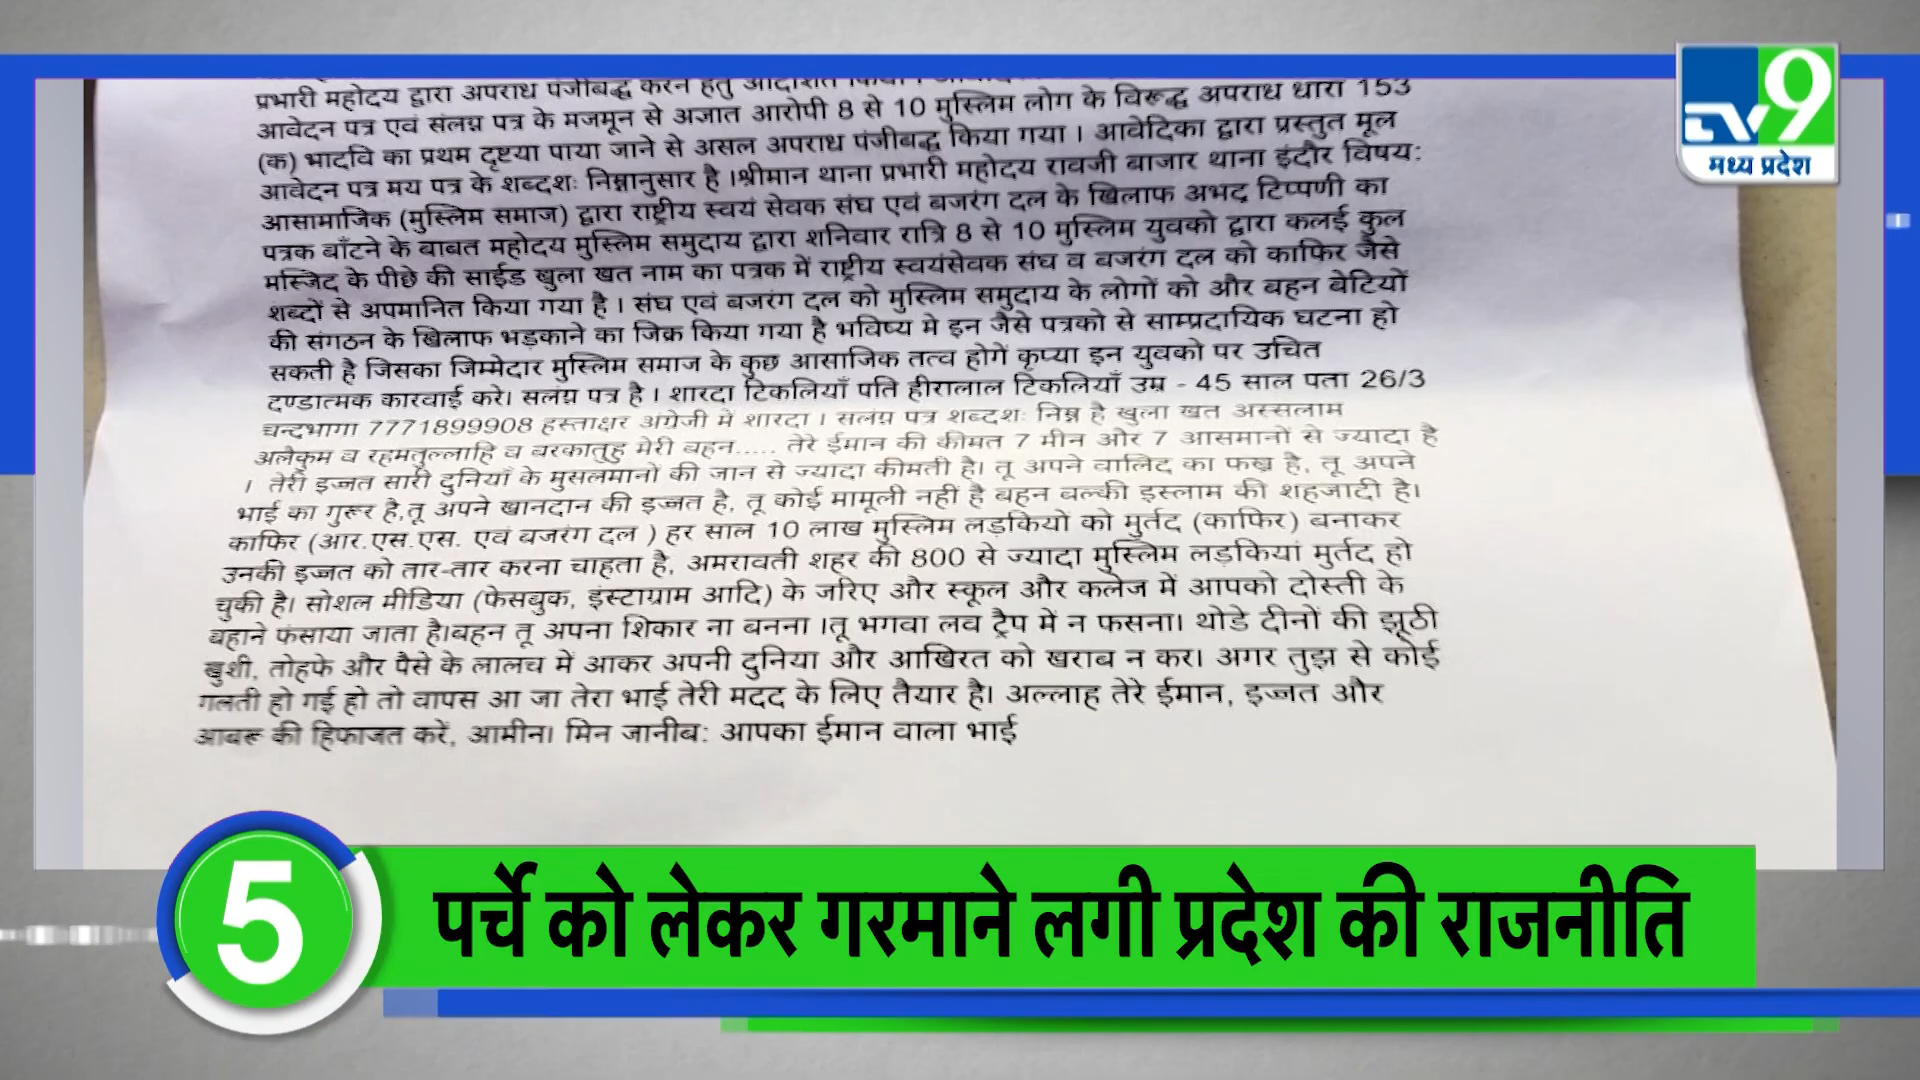 प्रभारी महोदय द्वारा अपराध पंजीबद्ध करने हेतु आदेशित किया।
आवेदन पत्र एवं संलग्न पत्र के मजमून से अज्ञात आरोपी 8 से 10 मुस्लिम लोग के विरूद्ध अपराध धारा 153
(क) भादवि का प्रथम दृष्टया पाया जाने से असल अपराध पंजीबद्ध किया गया । आवेदिका द्वारा प्रस्तुत मूल
आवेदन पत्र मय पत्र के शब्दशः निम्नानुसार है ।श्रीमान थाना प्रभारी महोदय रावजी बाजार थाना इंदौर विषय:
आसामाजिक (मुस्लिम समाज) द्वारा राष्ट्रीय स्वयं सेवक संघ एवं बजरंग दल के खिलाफ अभद्र टिप्पणी का
पत्रक बाँटने के बाबत महोदय मुस्लिम समुदाय द्वारा शनिवार रात्रि 8 से 10 मुस्लिम युवको द्वारा कलई कुल
मस्जिद के पीछे की साईड खुला खत नाम का पत्रक में राष्ट्रीय स्वयंसेवक संघ व बजरंग दल को काफिर जैसे
शब्दों से अपमानित किया गया है । संघ एवं बजरंग दल को मुस्लिम समुदाय के लोगों को और बहन बेटियों
की संगठन के खिलाफ भड़काने का जिक्र किया गया है भविष्य मे इन जैसे पत्रको से साम्प्रदायिक घटना हो
सकती है जिसका जिम्मेदार मुस्लिम समाज के कुछ आसाजिक तत्व होगें कृप्या इन युवको पर उचित
दण्डात्मक कारवाई करे। सलंग्न पत्र है । शारदा टिकलियाँ पति हीरालाल टिकलियाँ उम्र - 45 साल पता 26/3
चन्द्रभागा 7771899908 हस्ताक्षर अंग्रेजी में शारदा । सलंग्न पत्र शब्दशः निम्न है खुला खत अस्सलाम
अलैकुम व रहमतुल्लाहि व बरकातुहु मेरी बहन..... तेरे ईमान की कीमत 7 मीन और 7 आसमानों से ज्यादा है
। तेरी इज्जत सारी दुनियाँ के मुसलमानों की जान से ज्यादा कीमती है। तू अपने वालिद का फख्र है, तू अपने
भाई का गुरूर है,तू अपने खानदान की इज्जत है, तू कोई मामूली नहीं है बहन बल्की इस्लाम की शहजादी है।
काफिर (आर.एस.एस. एवं बजरंग दल ) हर साल 10 लाख मुस्लिम लड़कियों को मुर्तद (काफिर) बनाकर
उनकी इज्जत को तार-तार करना चाहता है, अमरावती शहर की 800 से ज्यादा मुस्लिम लड़कियां मुर्तद हो
चुकी है। सोशल मीडिया (फेसबुक, इंस्टाग्राम आदि) के जरिए और स्कूल और कलेज में आपको दोस्ती के
बहाने फंसाया जाता है।बहन तू अपना शिकार ना बनना ।तू भगवा लव ट्रैप में न फसना। थोडे दीनों की झूठी
खुशी, तोहफे और पैसे के लालच में आकर अपनी दुनिया और आखिरत को खराब न कर। अगर तुझ से कोई
गलती हो गई हो तो वापस आ जा तेरा भाई तेरी मदद के लिए तैयार है। अल्लाह तेरे ईमान, इज्जत और
आबरू की हिफाजत करें, आमीन। मिन जानीब: आपका ईमान वाला भाई
TV9
मध्य प्रदेश
5
पर्चे को लेकर गरमाने लगी प्रदेश की राजनीति